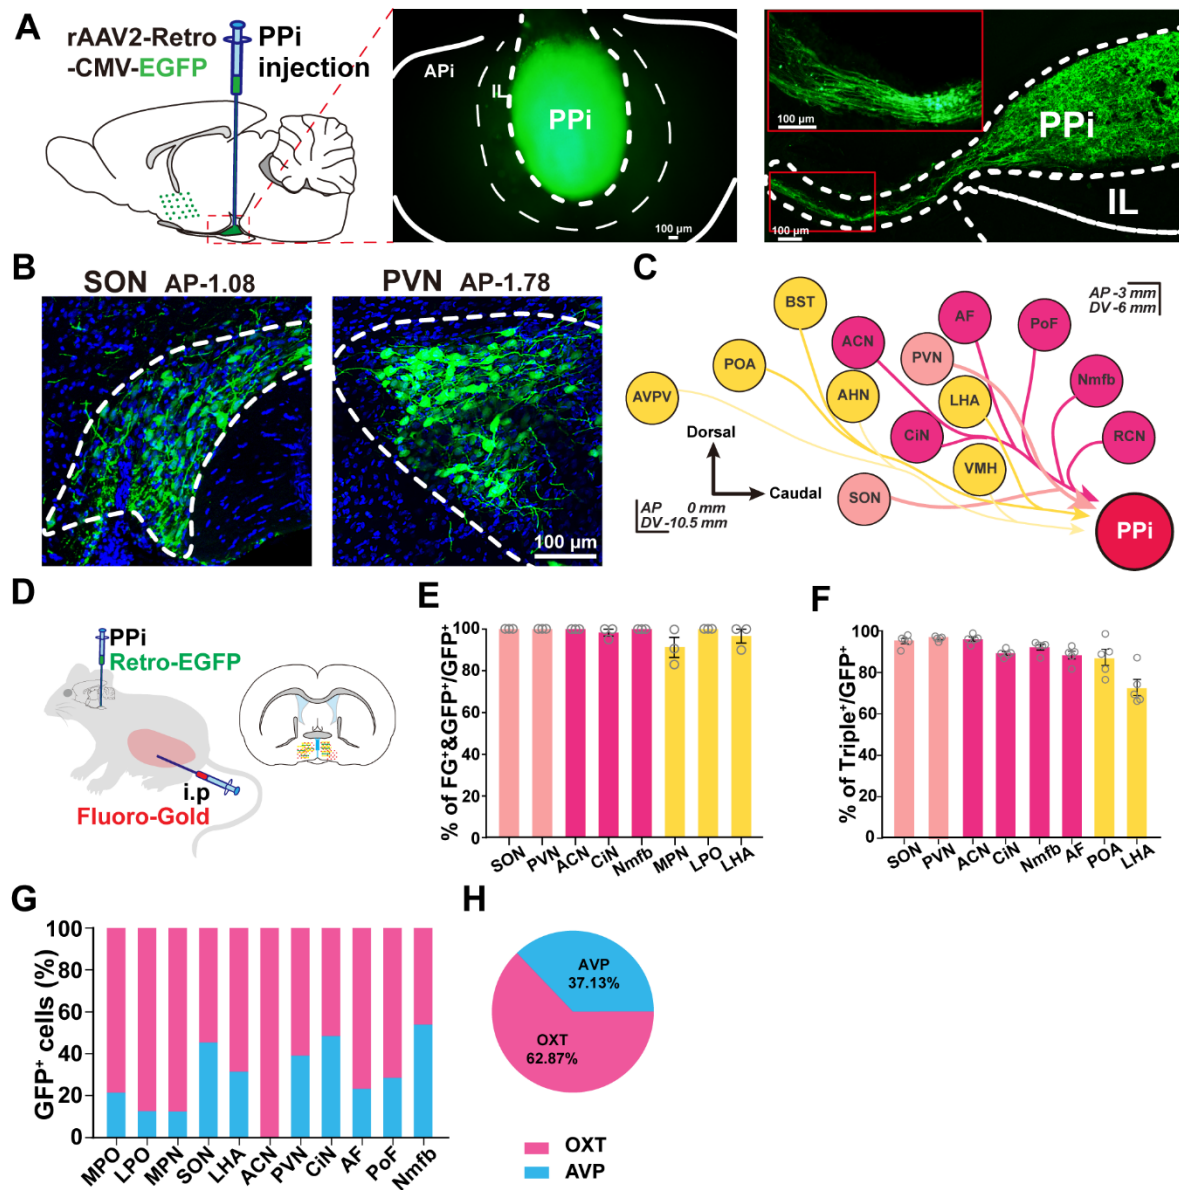 A
rAAV2-Retro
-CMV-EGFP
PPi
injection
APi
IL
PPi
100 μm
100 μm
PPi
IL
100 μm
B
SON AP-1.08
PVN AP-1.78
100 μm
C
BST
AF
PoF
AP -3 mm
DV -6 mm
ACN
PVN
POA
Nmfb
AVPV
AHN
LHA
CiN
RCN
Dorsal
VMH
Caudal
SON
AP 0 mm
DV -10.5 mm
PPi
D
PPi
Retro-EGFP
i.p
Fluoro-Gold
E
% of FG⁺&GFP⁺/GFP⁺
100
80
60
40
20
0
SON
PVN
ACN
CiN
Nmfb
MPN
LPO
LHA
F
% of Triple⁺/GFP⁺
100
80
60
40
20
0
SON
PVN
ACN
CiN
Nmfb
AF
POA
LHA
G
GFP⁺ cells (%)
100
80
60
40
20
0
MPO
LPO
MPN
SON
LHA
ACN
PVN
CiN
AF
PoF
Nmfb
H
AVP
37.13%
OXT
62.87%
OXT
AVP